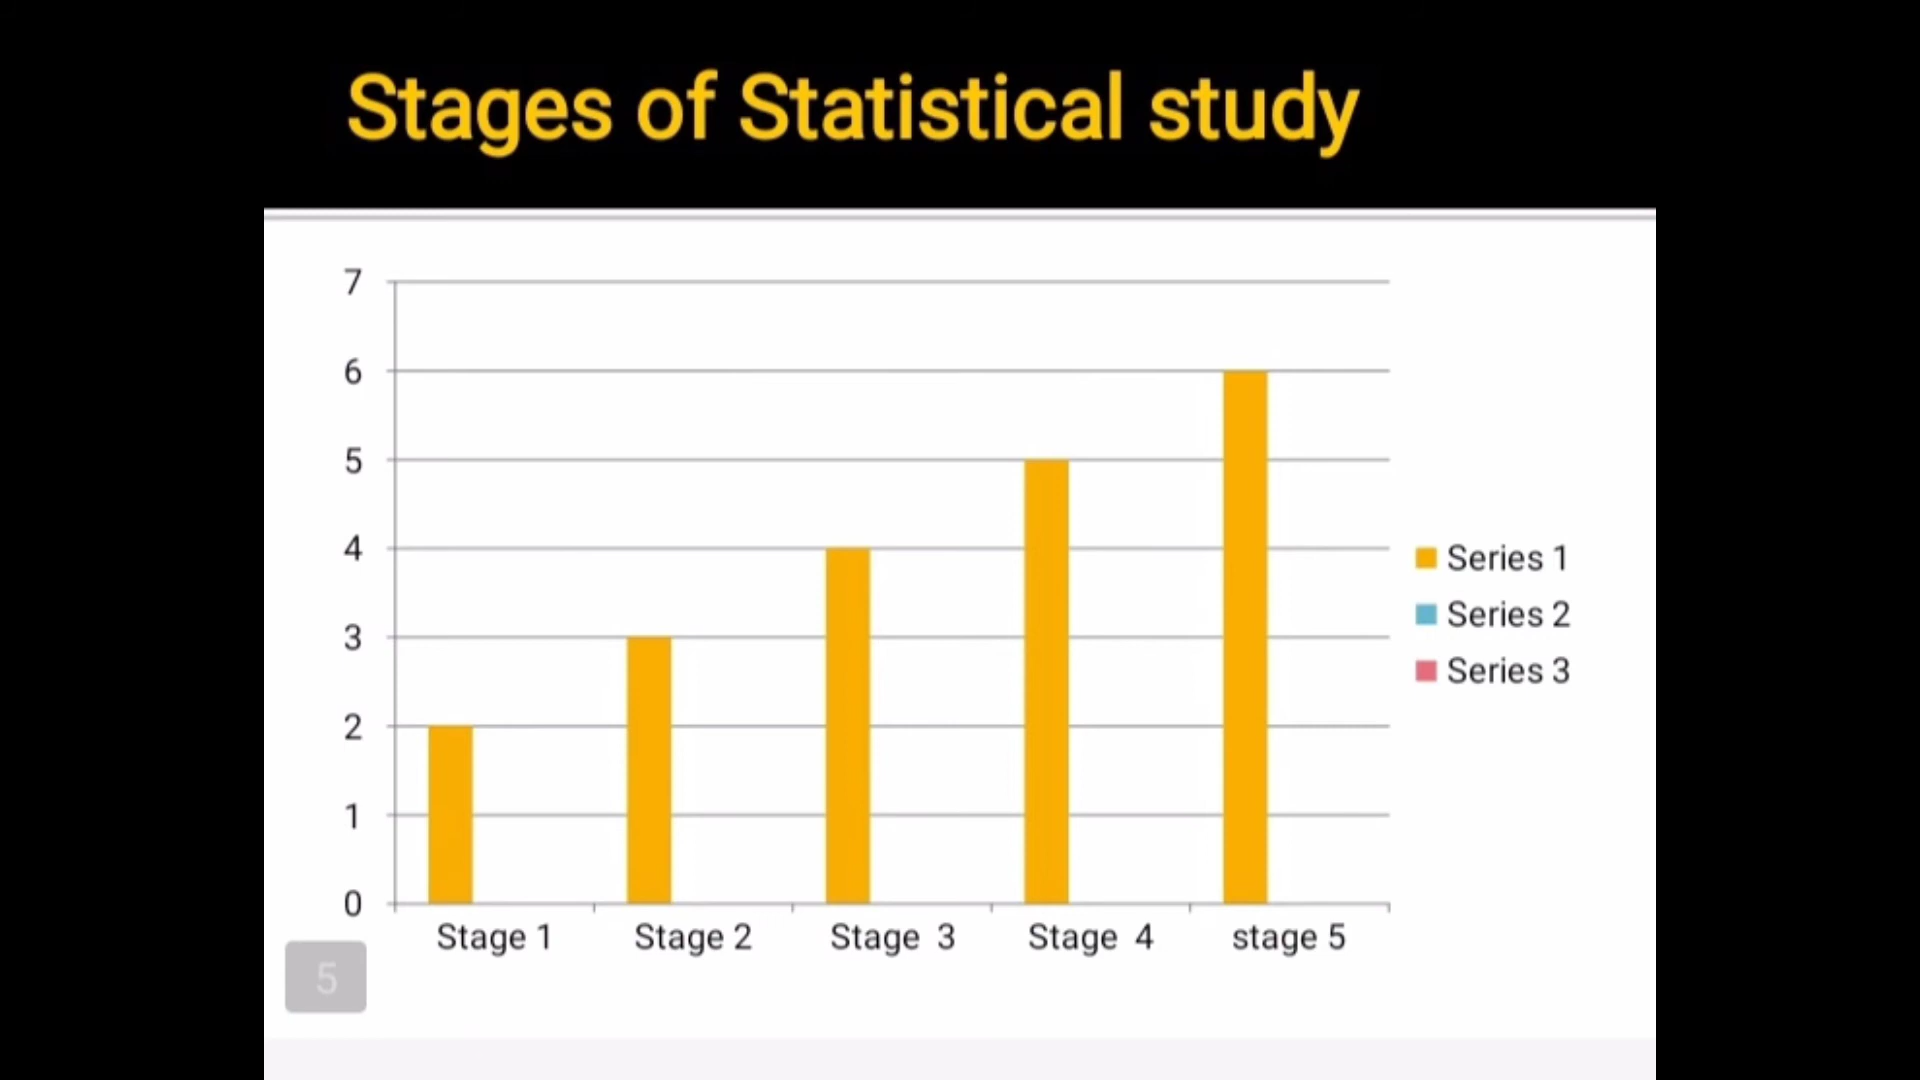 Stages of Statistical study
7
6
5
4
3
2
1
0
Stage 1 Stage 2 Stage  3 Stage  4 stage 5
Series 1
Series 2
Series 3
5